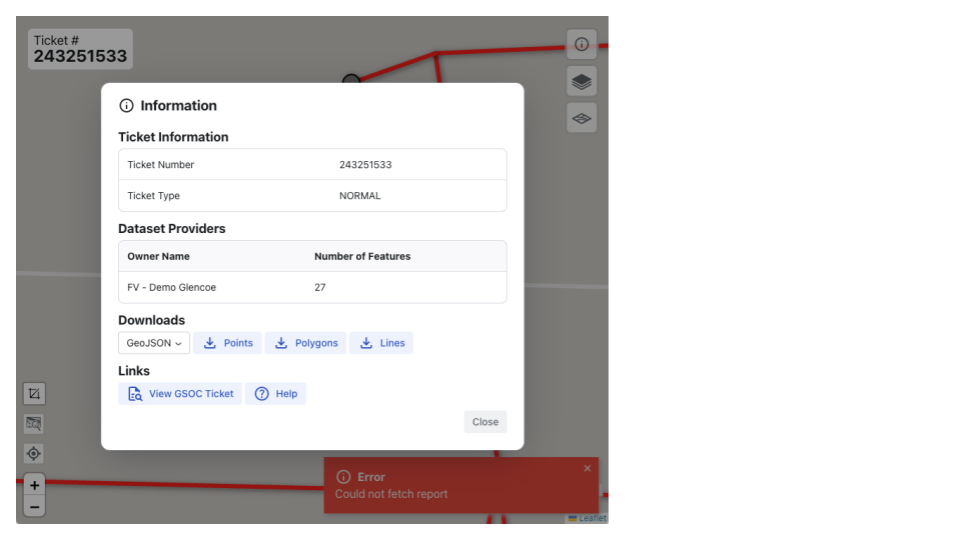 Ticket #
243251533
Information
Ticket Information
Ticket Number 243251533
Ticket Type NORMAL
Dataset Providers
Owner Name Number of Features
FV - Demo Glencoe 27
Downloads
GeoJSON Points Polygons Lines
Links
View GSOC Ticket Help
Close
Error
Could not fetch report
+
−
Leaflet